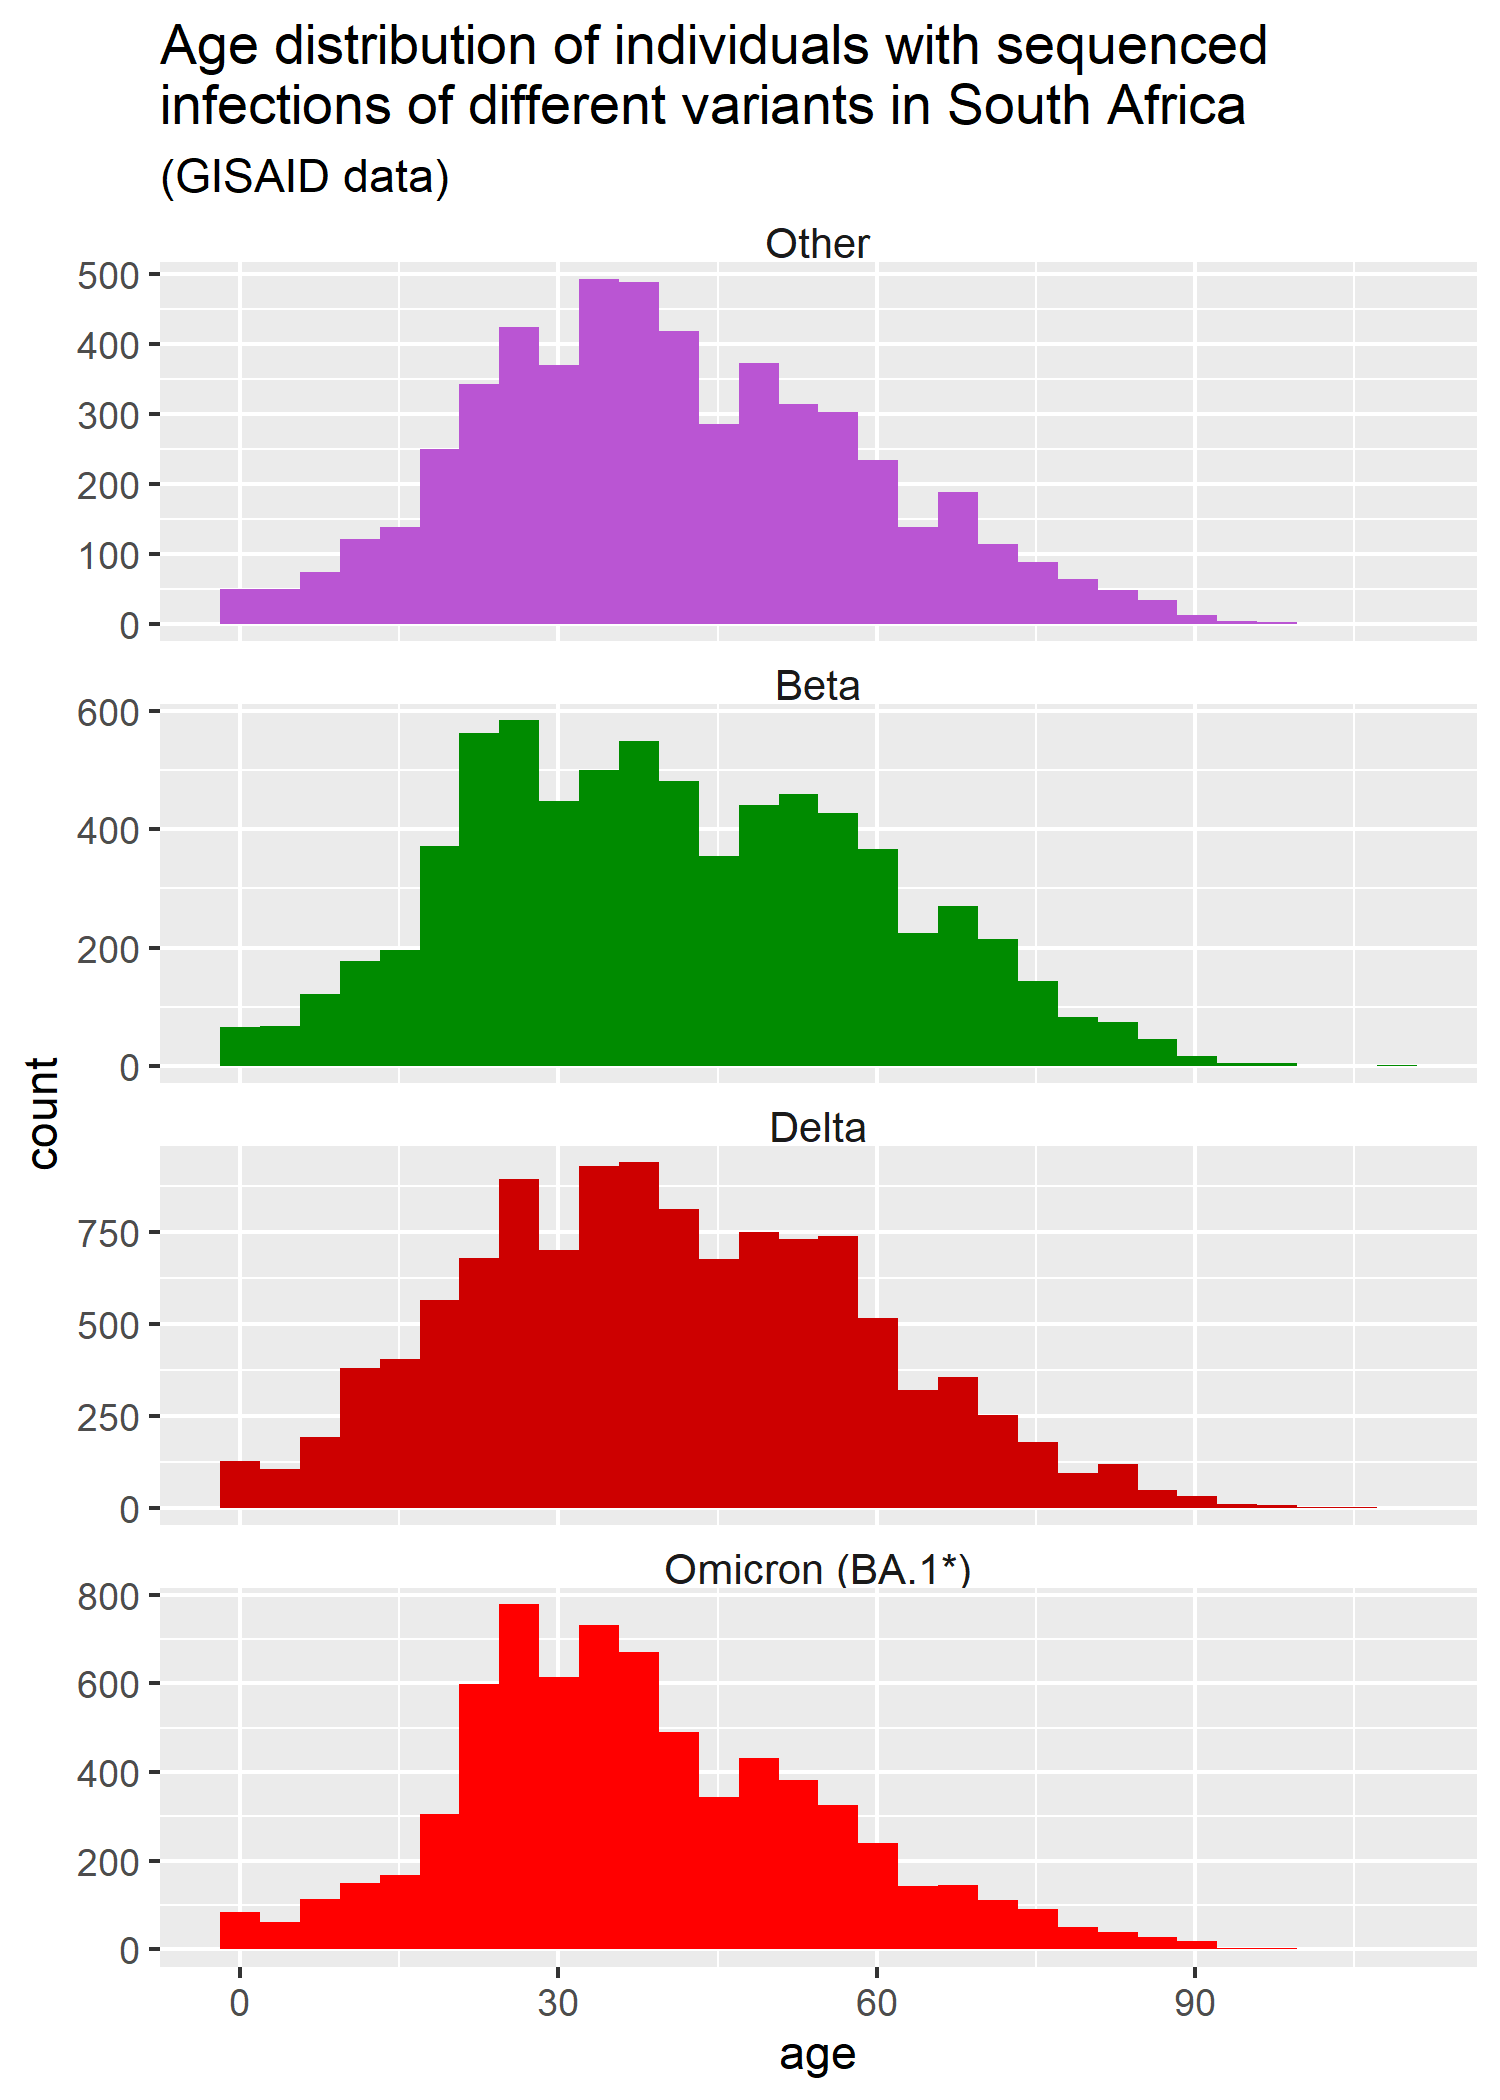 Age distribution of individuals with sequenced
infections of different variants in South Africa
(GISAID data)
Other
500
400
300
200
100
0
Beta
600
400
200
0
count
Delta
750
500
250
0
Omicron (BA.1*)
800
600
400
200
0
0 30 60 90
age